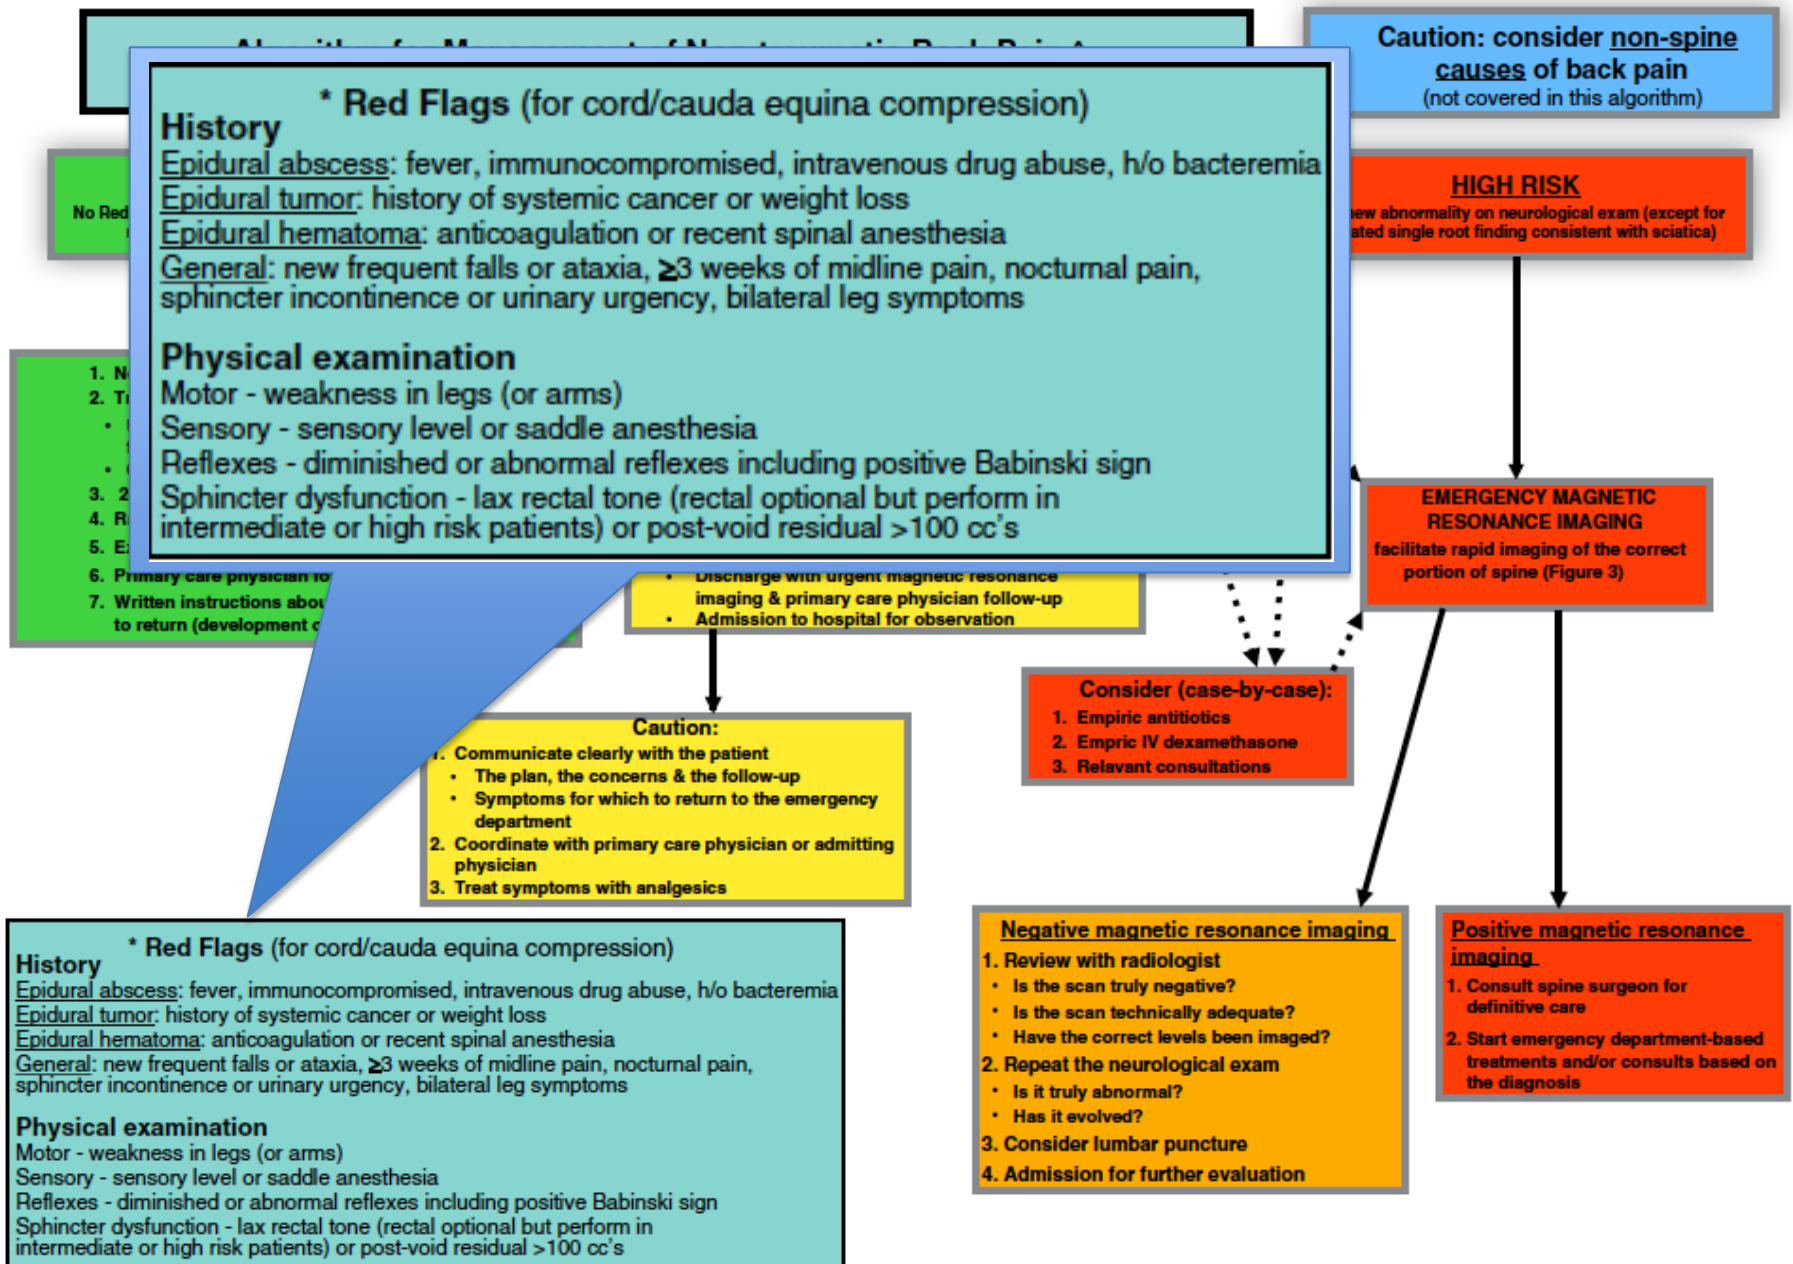 Caution: consider non-spine
causes of back pain
(not covered in this algorithm)
* Red Flags (for cord/cauda equina compression)
History
Epidural abscess: fever, immunocompromised, intravenous drug abuse, h/o bacteremia
Epidural tumor: history of systemic cancer or weight loss
Epidural hematoma: anticoagulation or recent spinal anesthesia
General: new frequent falls or ataxia, ≥3 weeks of midline pain, nocturnal pain,
sphincter incontinence or urinary urgency, bilateral leg symptoms
Physical examination
Motor - weakness in legs (or arms)
Sensory - sensory level or saddle anesthesia
Reflexes - diminished or abnormal reflexes including positive Babinski sign
Sphincter dysfunction - lax rectal tone (rectal optional but perform in
intermediate or high risk patients) or post-void residual >100 cc's
No Red
HIGH RISK
abnormality on neurological exam (except for
single root finding consistent with sciatica)
1.
2.
3. 2
4.
5.
6. Primary care physician
7. Written instructions
to return (development
• Discharge with urgent magnetic resonance
imaging & primary care physician follow-up
• Admission to hospital for observation
EMERGENCY MAGNETIC
RESONANCE IMAGING
facilitate rapid imaging of the correct
portion of spine (Figure 3)
Consider (case-by-case):
1. Empiric antitiotics
2. Empric IV dexamethasone
3. Relavant consultations
Caution:
1. Communicate clearly with the patient
• The plan, the concerns & the follow-up
• Symptoms for which to return to the emergency
department
2. Coordinate with primary care physician or admitting
physician
3. Treat symptoms with analgesics
* Red Flags (for cord/cauda equina compression)
History
Epidural abscess: fever, immunocompromised, intravenous drug abuse, h/o bacteremia
Epidural tumor: history of systemic cancer or weight loss
Epidural hematoma: anticoagulation or recent spinal anesthesia
General: new frequent falls or ataxia, ≥3 weeks of midline pain, nocturnal pain,
sphincter incontinence or urinary urgency, bilateral leg symptoms
Physical examination
Motor - weakness in legs (or arms)
Sensory - sensory level or saddle anesthesia
Reflexes - diminished or abnormal reflexes including positive Babinski sign
Sphincter dysfunction - lax rectal tone (rectal optional but perform in
intermediate or high risk patients) or post-void residual >100 cc's
Negative magnetic resonance imaging
1. Review with radiologist
• Is the scan truly negative?
• Is the scan technically adequate?
• Have the correct levels been imaged?
2. Repeat the neurological exam
• Is it truly abnormal?
• Has it evolved?
3. Consider lumbar puncture
4. Admission for further evaluation
Positive magnetic resonance
imaging
1. Consult spine surgeon for
definitive care
2. Start emergency department-based
treatments and/or consults based on
the diagnosis